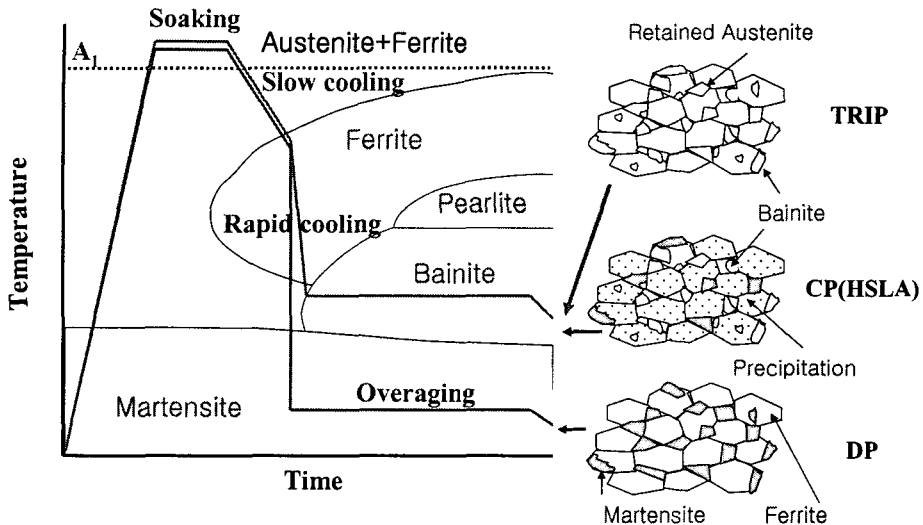 Soaking
A1
Austenite+Ferrite
Slow cooling
Ferrite
Rapid cooling
Pearlite
Bainite
Overaging
Martensite
Temperature
Time
Retained Austenite
TRIP
Bainite
CP(HSLA)
Precipitation
DP
Martensite
Ferrite